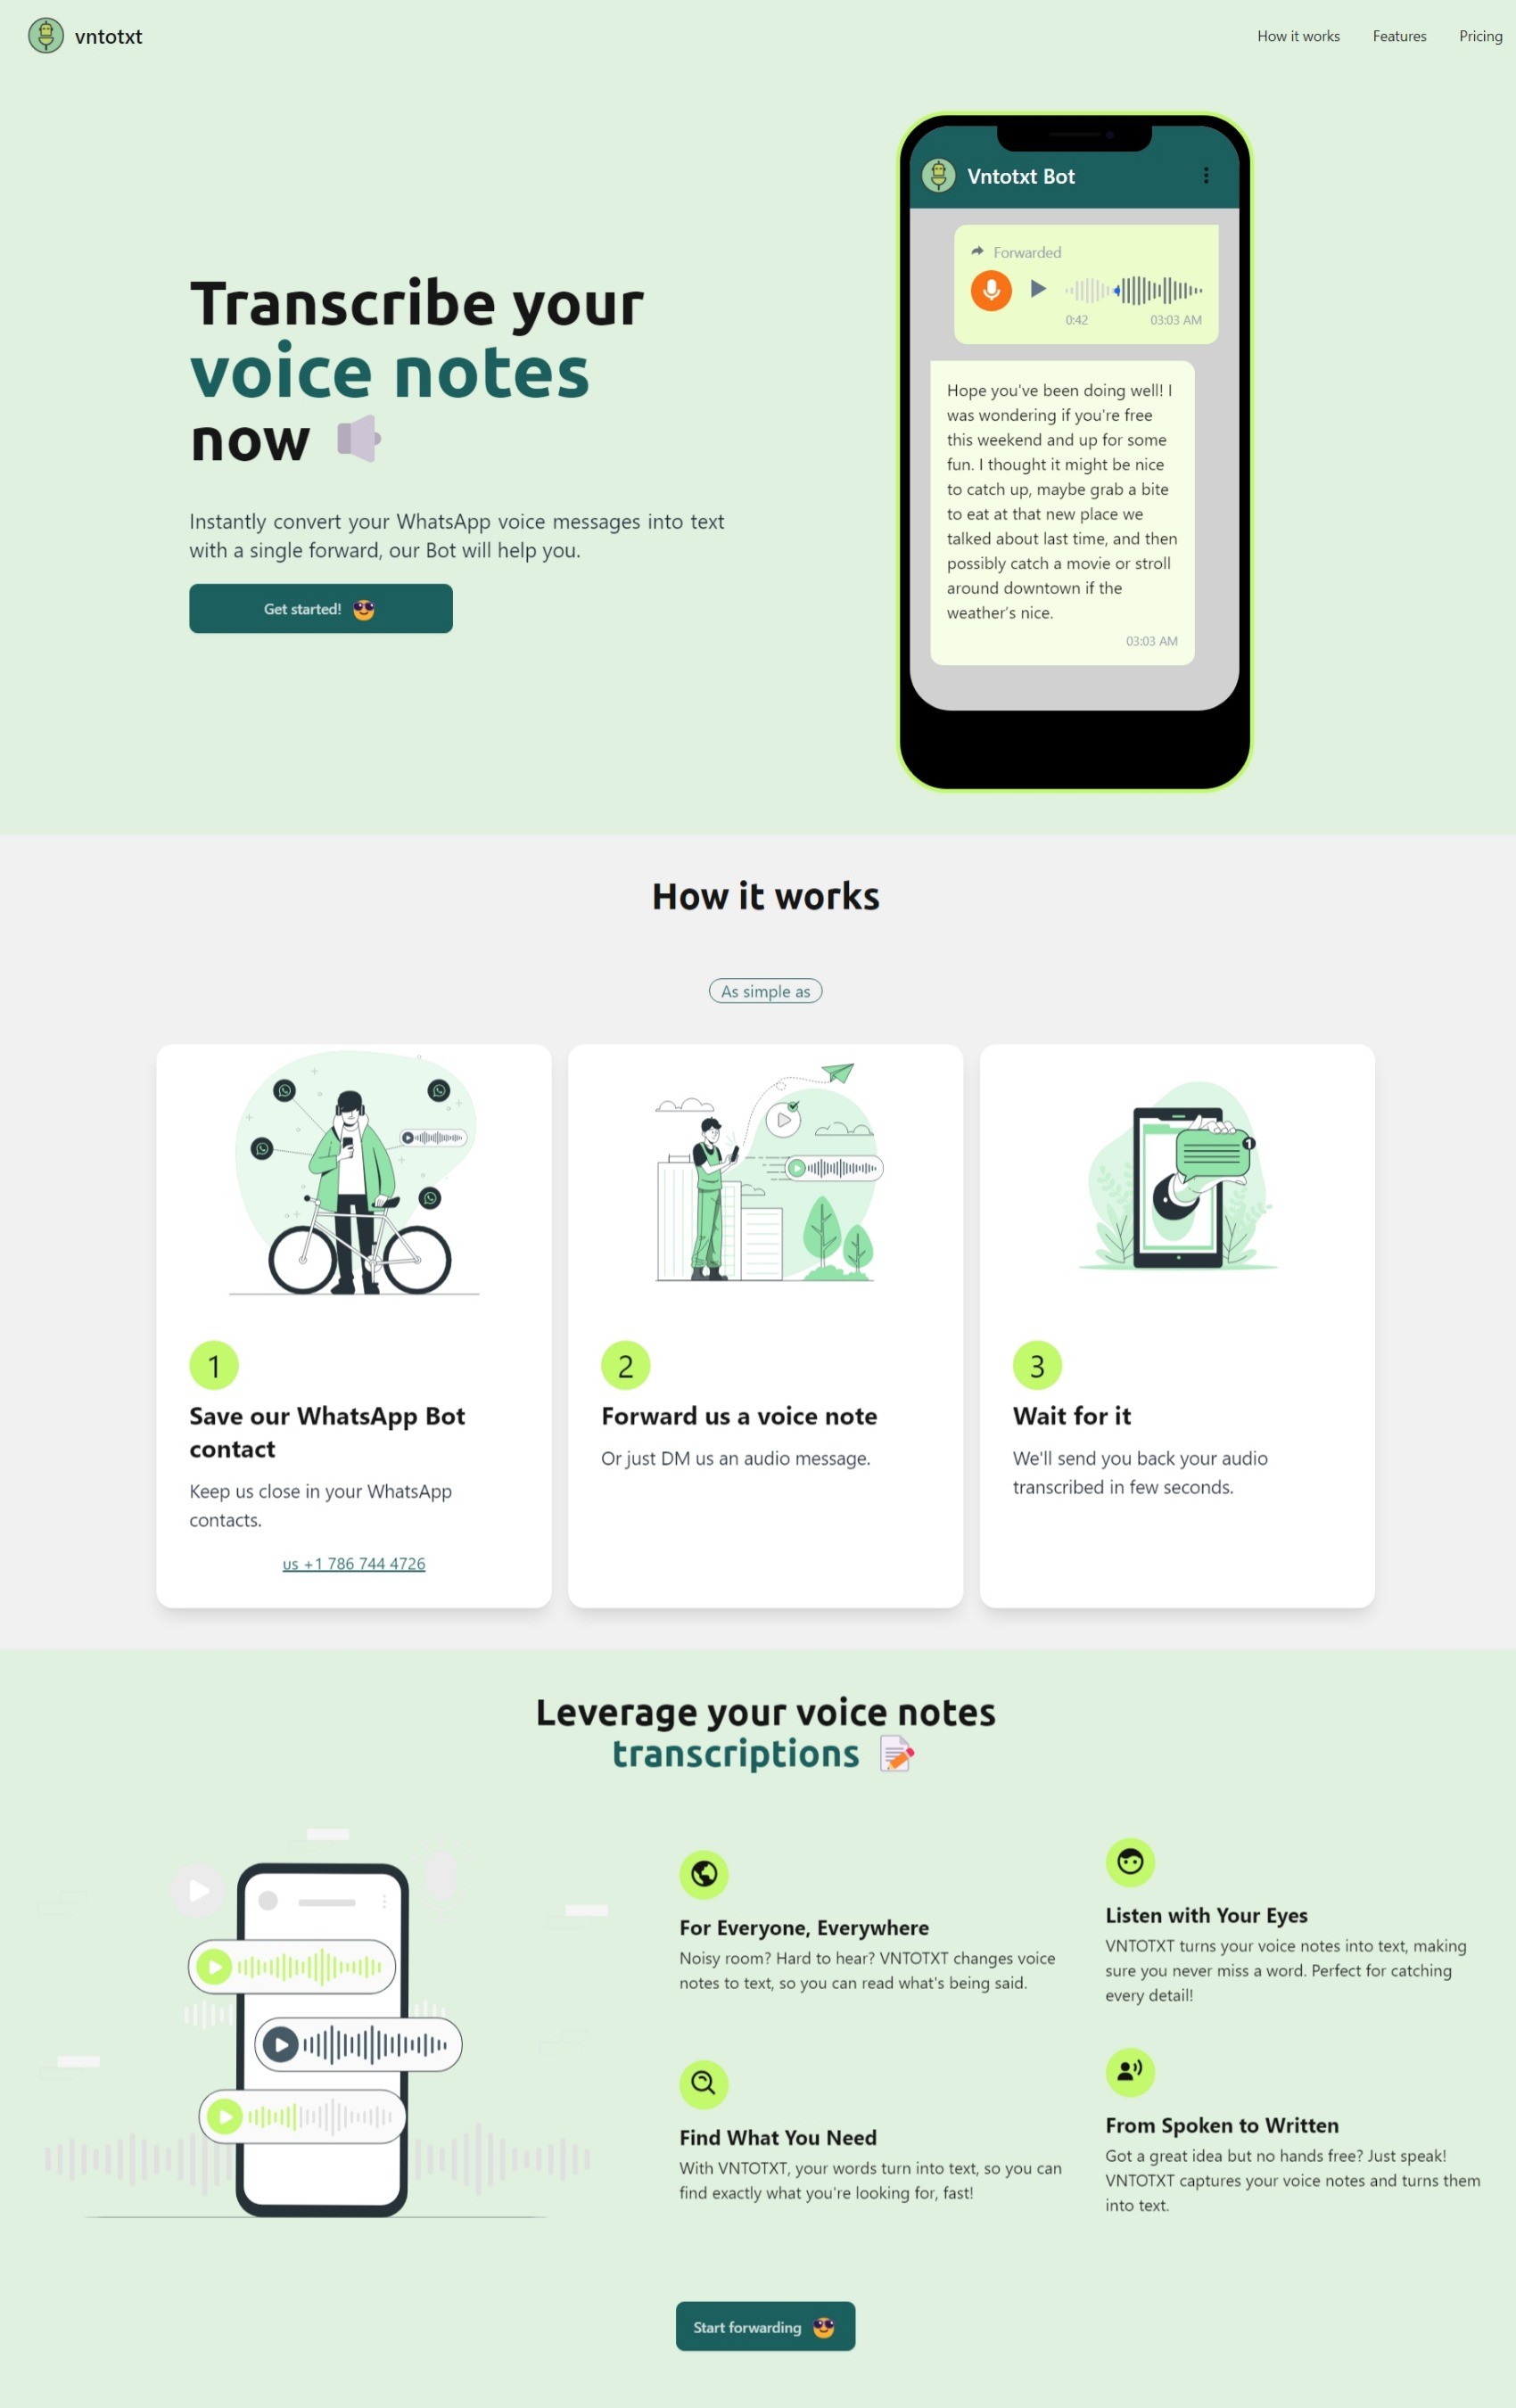 vntotxt
How it works
Features
Pricing
Transcribe your
voice notes
now
Instantly convert your WhatsApp voice messages into text
with a single forward, our Bot will help you.
Get started!
Vntotxt Bot
Forwarded
0:42
03:03 AM
Hope you've been doing well! I
was wondering if you're free
this weekend and up for some
fun. I thought it might be nice
to catch up, maybe grab a bite
to eat at that new place we
talked about last time, and then
possibly catch a movie or stroll
around downtown if the
weather's nice.
03:03 AM
How it works
As simple as
1
Save our WhatsApp Bot
contact
Keep us close in your WhatsApp
contacts.
us +1 786 744 4726
2
Forward us a voice note
Or just DM us an audio message.
1
3
Wait for it
We'll send you back your audio
transcribed in few seconds.
Leverage your voice notes
transcriptions
For Everyone, Everywhere
Noisy room? Hard to hear? VNTOTXT changes voice
notes to text, so you can read what's being said.
Listen with Your Eyes
VNTOTXT turns your voice notes into text, making
sure you never miss a word. Perfect for catching
every detail!
Find What You Need
With VNTOTXT, your words turn into text, so you can
find exactly what you're looking for, fast!
From Spoken to Written
Got a great idea but no hands free? Just speak!
VNTOTXT captures your voice notes and turns them
into text.
Start forwarding